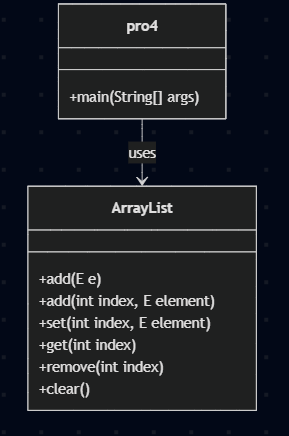 pro4
+main(String[] args)
uses
ArrayList
+add(E e)
+add(int index, E element)
+set(int index, E element)
+get(int index)
+remove(int index)
+clear()